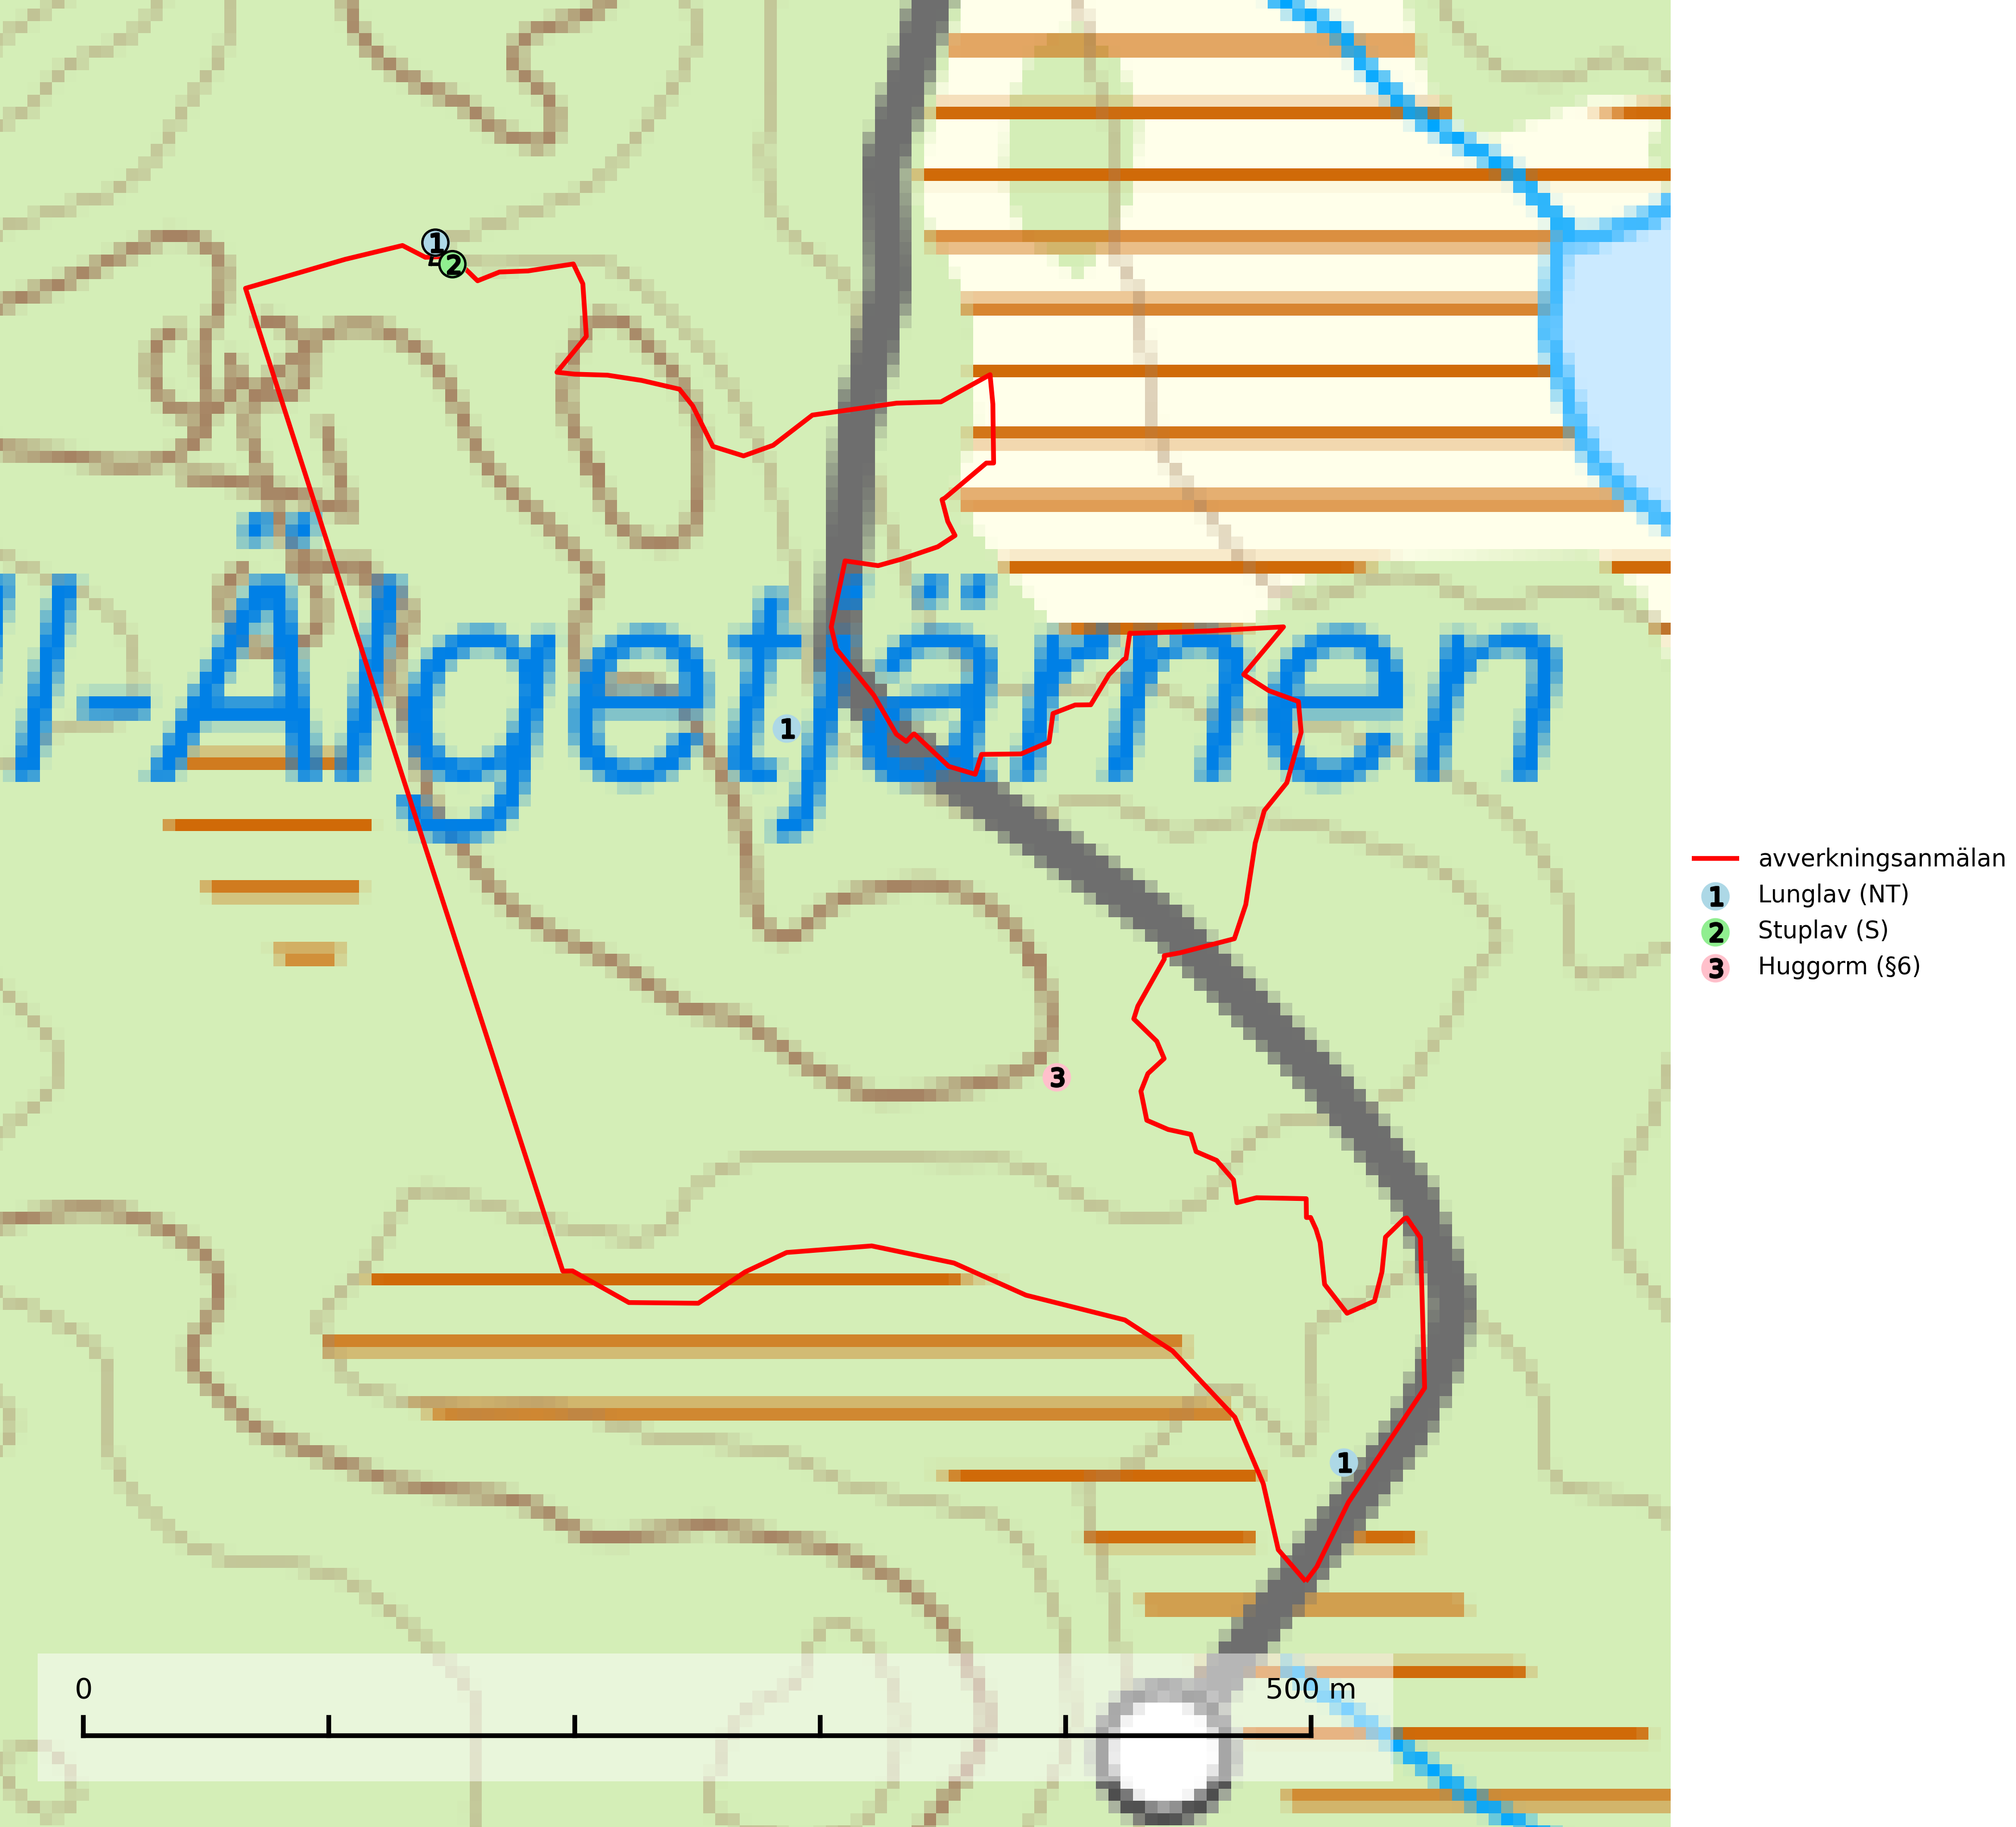 1
2
l-Älgetjärnen
1
3
1
0
500 m
avverkningsanmälan
1 Lunglav (NT)
2 Stuplav (S)
3 Huggorm (§6)